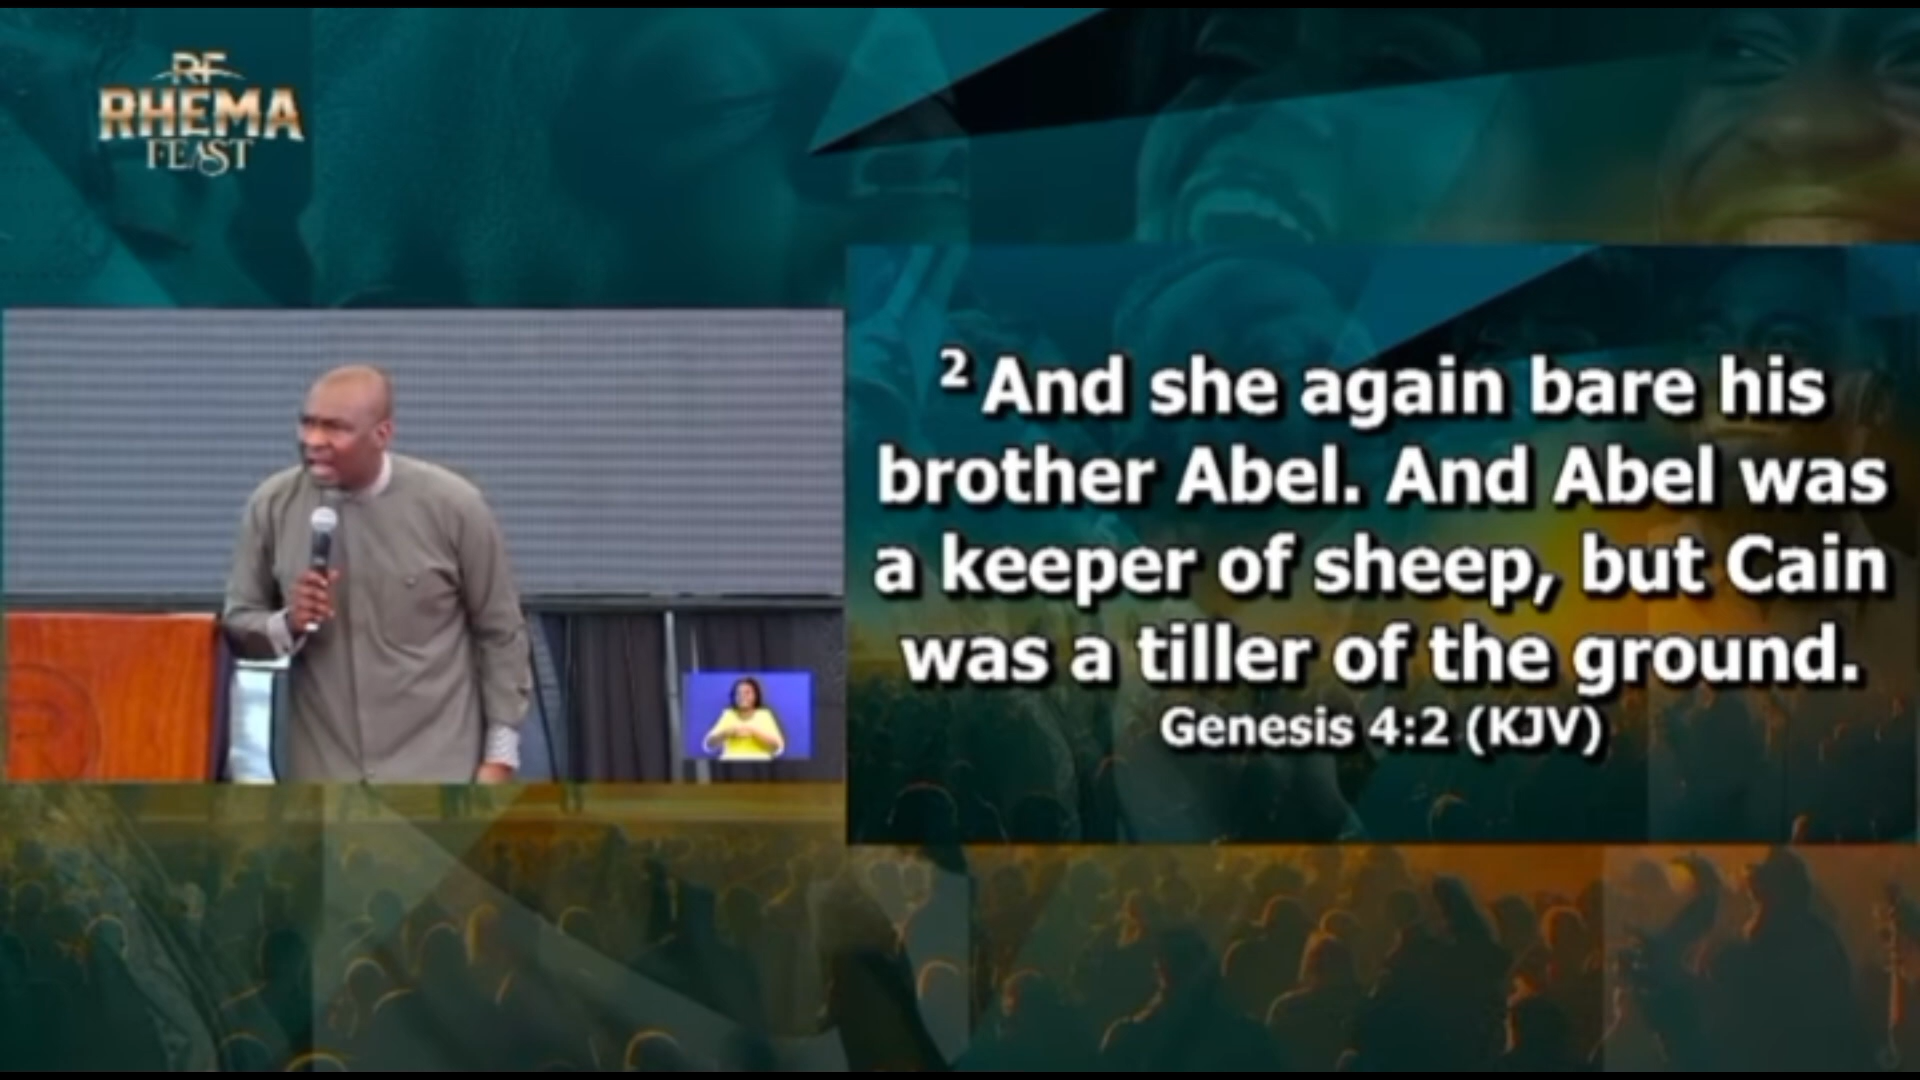 RF
RHEMA
FEAST
2 And she again bare his
brother Abel. And Abel was
a keeper of sheep, but Cain
was a tiller of the ground.
Genesis 4:2 (KJV)